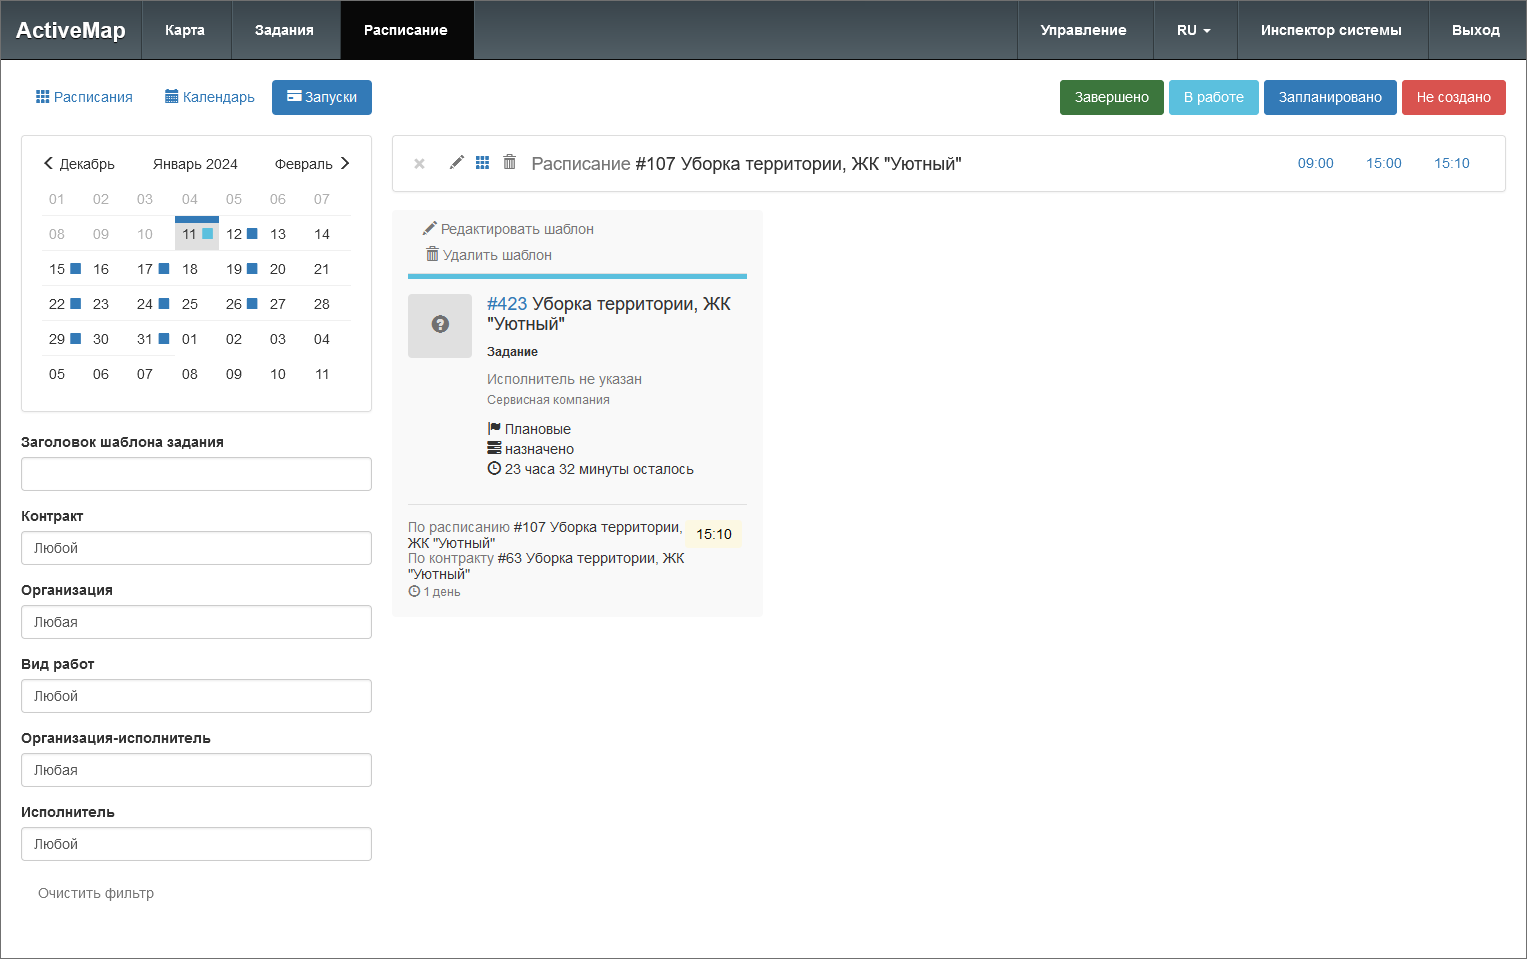 ActiveMap Карта Задания Расписание Управление RU Инспектор системы Выход
Расписания Календарь Запуски Завершено В работе Запланировано Не создано
Декабрь Январь 2024 Февраль
01 02 03 04 05 06 07
08 09 10 11 12 13 14
15 16 17 18 19 20 21
22 23 24 25 26 27 28
29 30 31 01 02 03 04
05 06 07 08 09 10 11
Заголовок шаблона задания
Контракт
Любой
Организация
Любая
Вид работ
Любой
Организация-исполнитель
Любая
Исполнитель
Любой
Очистить фильтр
Расписание #107 Уборка территории, ЖК "Уютный" 09:00 15:00 15:10
Редактировать шаблон
Удалить шаблон
#423 Уборка территории, ЖК
"Уютный"
Задание
Исполнитель не указан
Сервисная компания
Плановые
назначено
23 часа 32 минуты осталось
По расписанию #107 Уборка территории,
ЖК "Уютный"
15:10
По контракту #63 Уборка территории, ЖК
"Уютный"
1 день